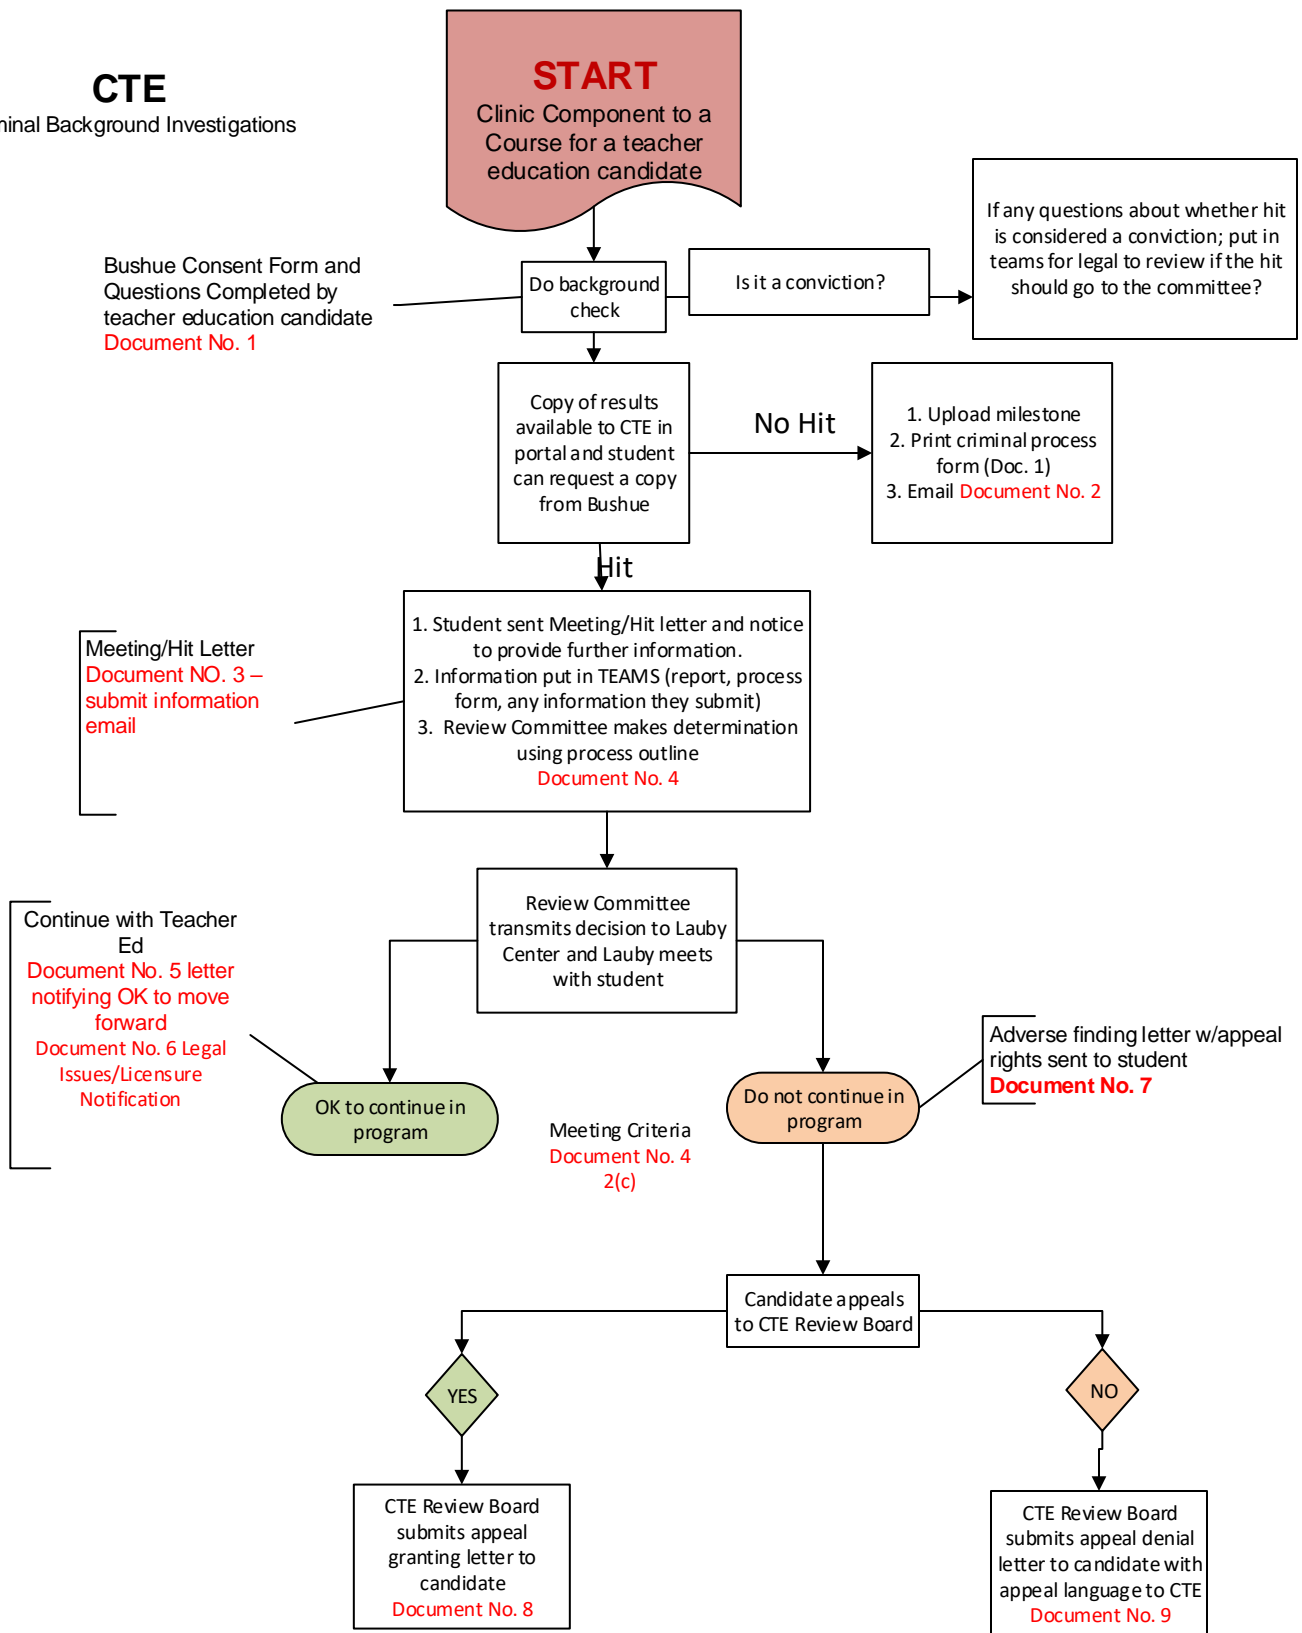 CTE
minal Background Investigations
START
Clinic Component to a
Course for a teacher
education candidate
If any questions about whether hit
is considered a conviction; put in
teams for legal to review if the hit
should go to the committee?
Is it a conviction?
Do background
check
Bushue Consent Form and
Questions Completed by
teacher education candidate
Document No. 1
Copy of results
available to CTE in
portal and student
can request a copy
from Bushue
No Hit
1. Upload milestone
2. Print criminal process
form (Doc. 1)
3. Email Document No. 2
Hit
1. Student sent Meeting/Hit letter and notice
to provide further information.
2. Information put in TEAMS (report, process
form, any information they submit)
3. Review Committee makes determination
using process outline
Document No. 4
Meeting/Hit Letter
Document NO. 3 –
submit information
email
Review Committee
transmits decision to Lauby
Center and Lauby meets
with student
Continue with Teacher
Ed
Document No. 5 letter
notifying OK to move
forward
Document No. 6 Legal
Issues/Licensure
Notification
OK to continue in
program
Meeting Criteria
Document No. 4
2(c)
Do not continue in
program
Adverse finding letter w/appeal
rights sent to student
Document No. 7
Candidate appeals
to CTE Review Board
YES
NO
CTE Review Board
submits appeal
granting letter to
candidate
Document No. 8
CTE Review Board
submits appeal denial
letter to candidate with
appeal language to CTE
Document No. 9